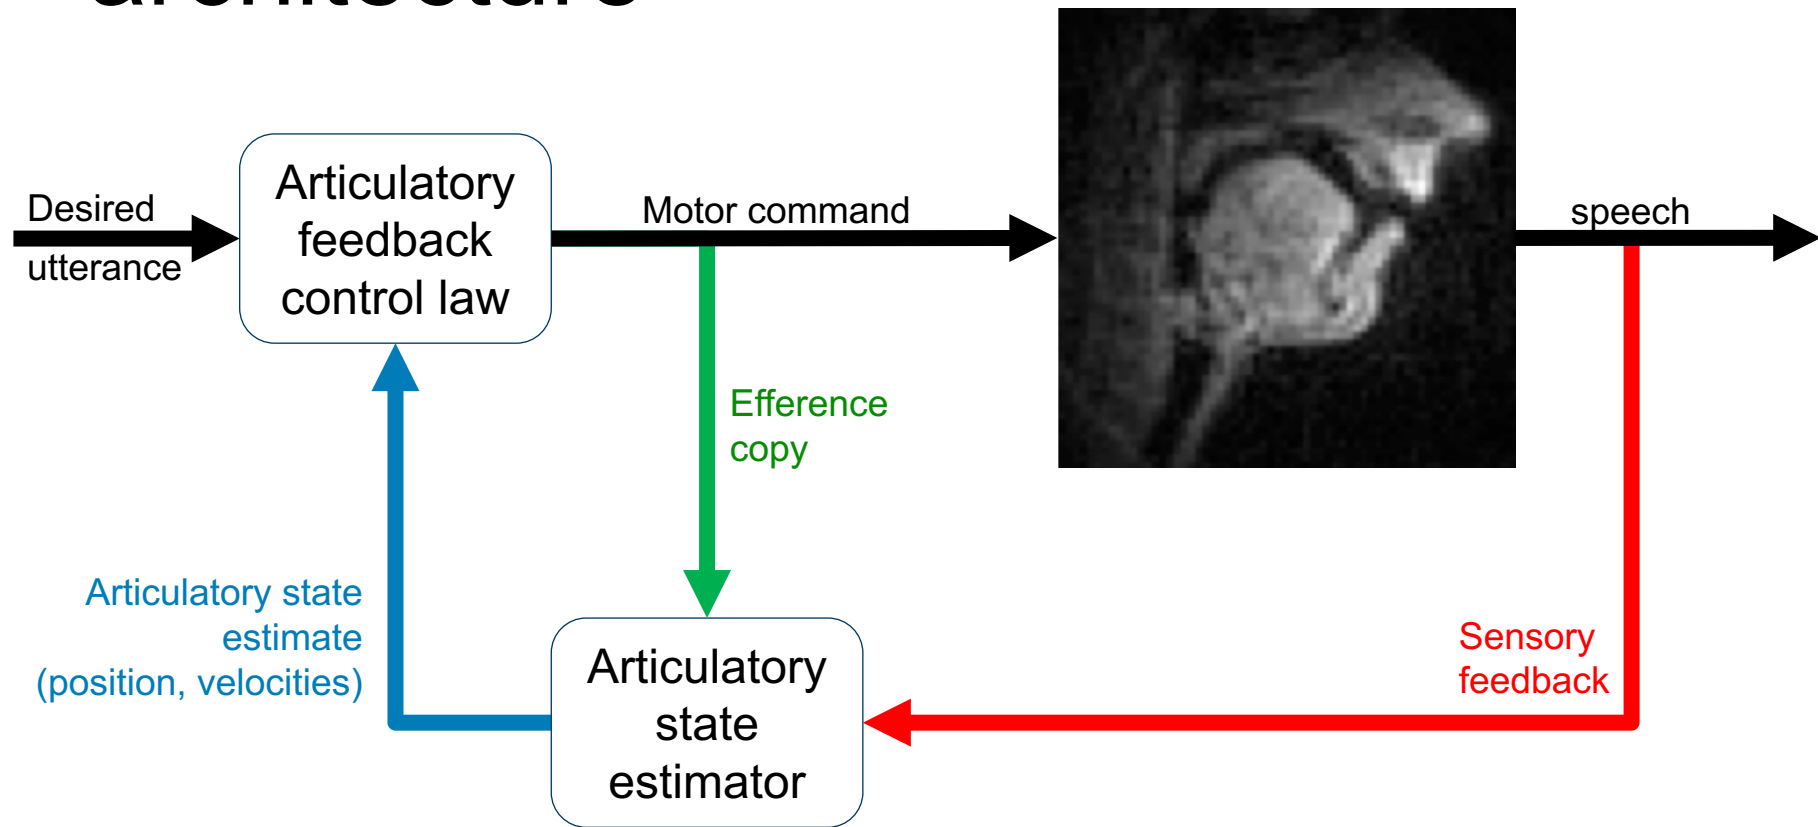 architecture
Desired
utterance
Articulatory
feedback
control law
Motor command
speech
Efference
copy
Articulatory state
estimate
(position, velocities)
Articulatory
state
estimator
Sensory
feedback